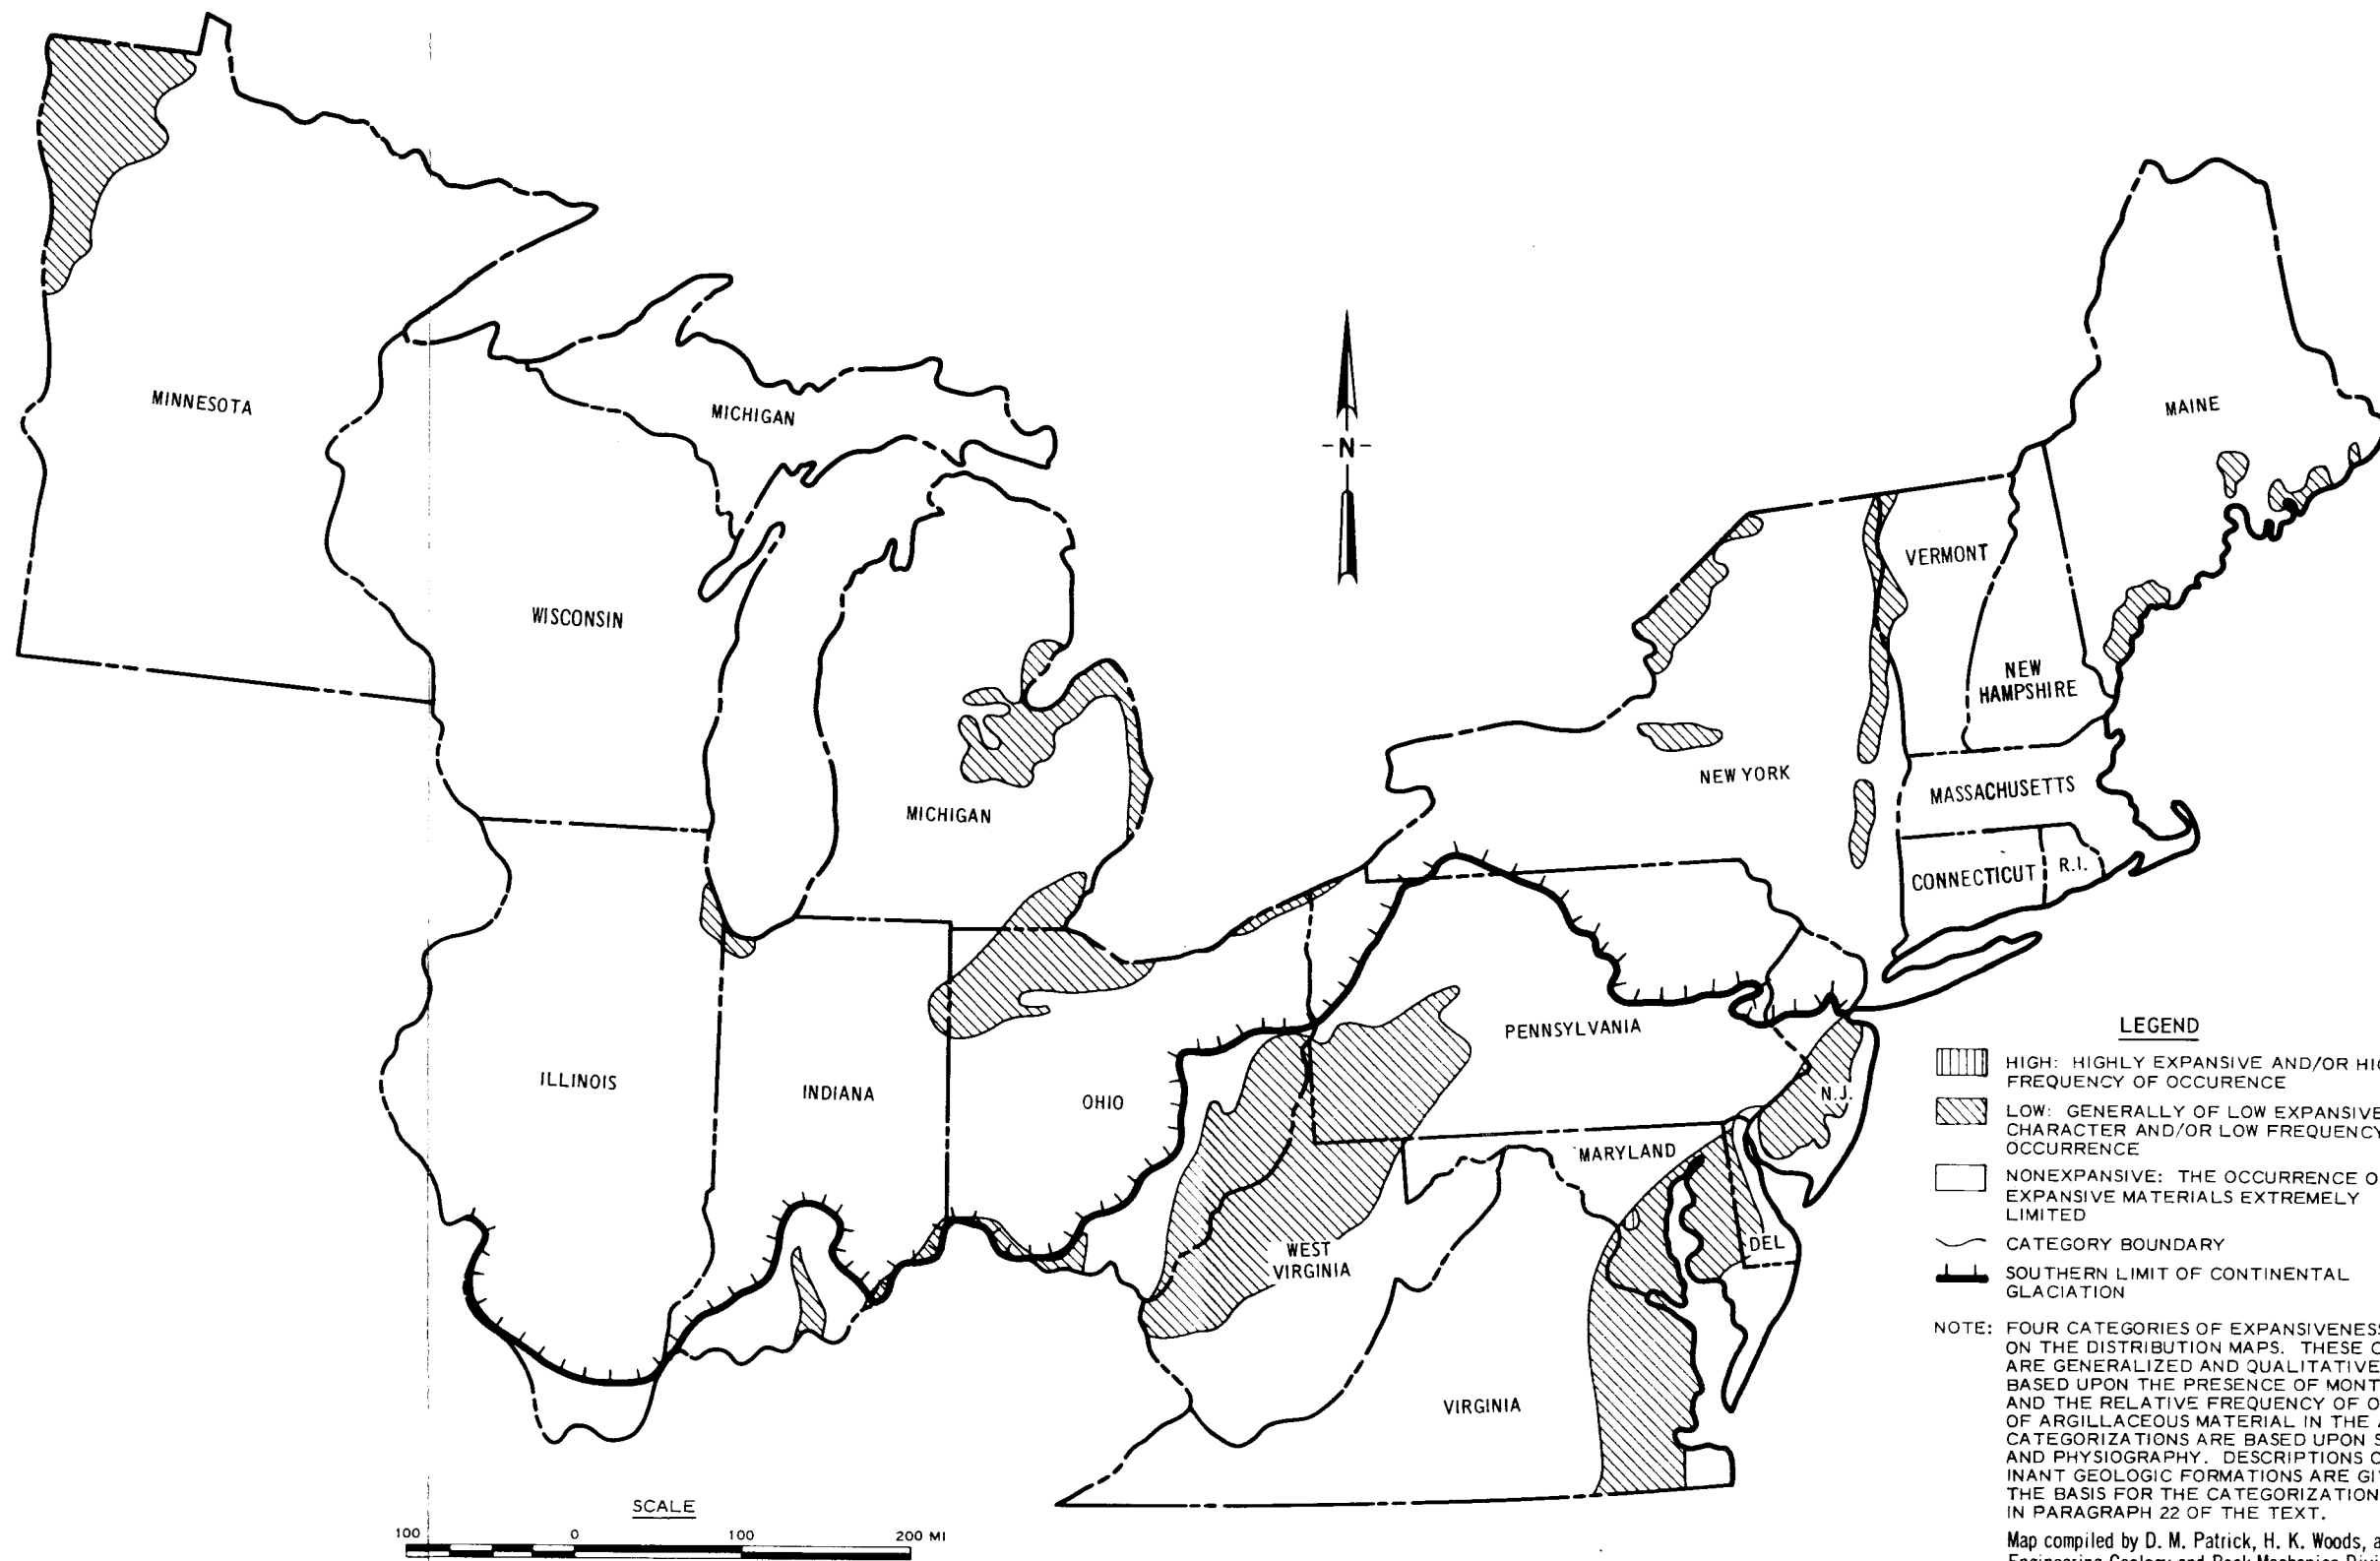 MINNESOTA
MICHIGAN
WISCONSIN
MICHIGAN
ILLINOIS
INDIANA
OHIO
-N-
MAINE
VERMONT
NEW
HAMPSHIRE
NEW YORK
MASSACHUSETTS
CONNECTICUT
R.I.
PENNSYLVANIA
N.J.
MARYLAND
DEL
WEST
VIRGINIA
VIRGINIA
SCALE
100 0 100 200 MI
LEGEND
HIGH: HIGHLY EXPANSIVE AND/OR
FREQUENCY OF OCCURENCE
LOW: GENERALLY OF LOW EXPANSIVE
CHARACTER AND/OR LOW FREQUENCY
OCCURRENCE
NONEXPANSIVE: THE OCCURRENCE
EXPANSIVE MATERIALS EXTREMELY
LIMITED
CATEGORY BOUNDARY
SOUTHERN LIMIT OF CONTINENTAL
GLACIATION
NOTE: FOUR CATEGORIES OF EXPANSIVENESS
ON THE DISTRIBUTION MAPS. THESE
ARE GENERALIZED AND QUALITATIVE
BASED UPON THE PRESENCE OF
AND THE RELATIVE FREQUENCY OF
OF ARGILLACEOUS MATERIAL IN THE
CATEGORIZATIONS ARE BASED UPON
AND PHYSIOGRAPHY. DESCRIPTIONS
INANT GEOLOGIC FORMATIONS ARE
THE BASIS FOR THE CATEGORIZATION
IN PARAGRAPH 22 OF THE TEXT.
Map compiled by D. M. Patrick, H. K. Woods,